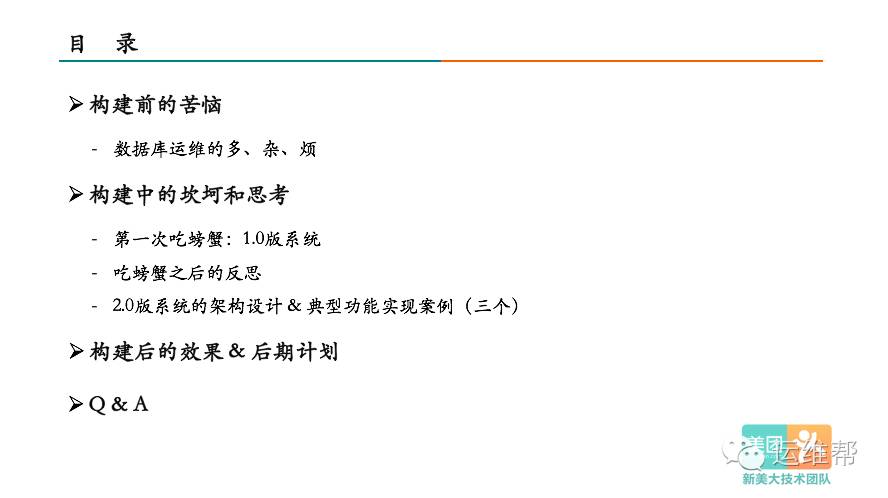 目 录
构建前的苦恼
- 数据库运维的多、杂、烦
构建中的坎坷和思考
- 第一次吃螃蟹：1.0版系统
- 吃螃蟹之后的反思
- 2.0版系统的架构设计 & 典型功能实现案例（三个）
构建后的效果 & 后期计划
Q & A
美团
运维帮
新美大技术团队